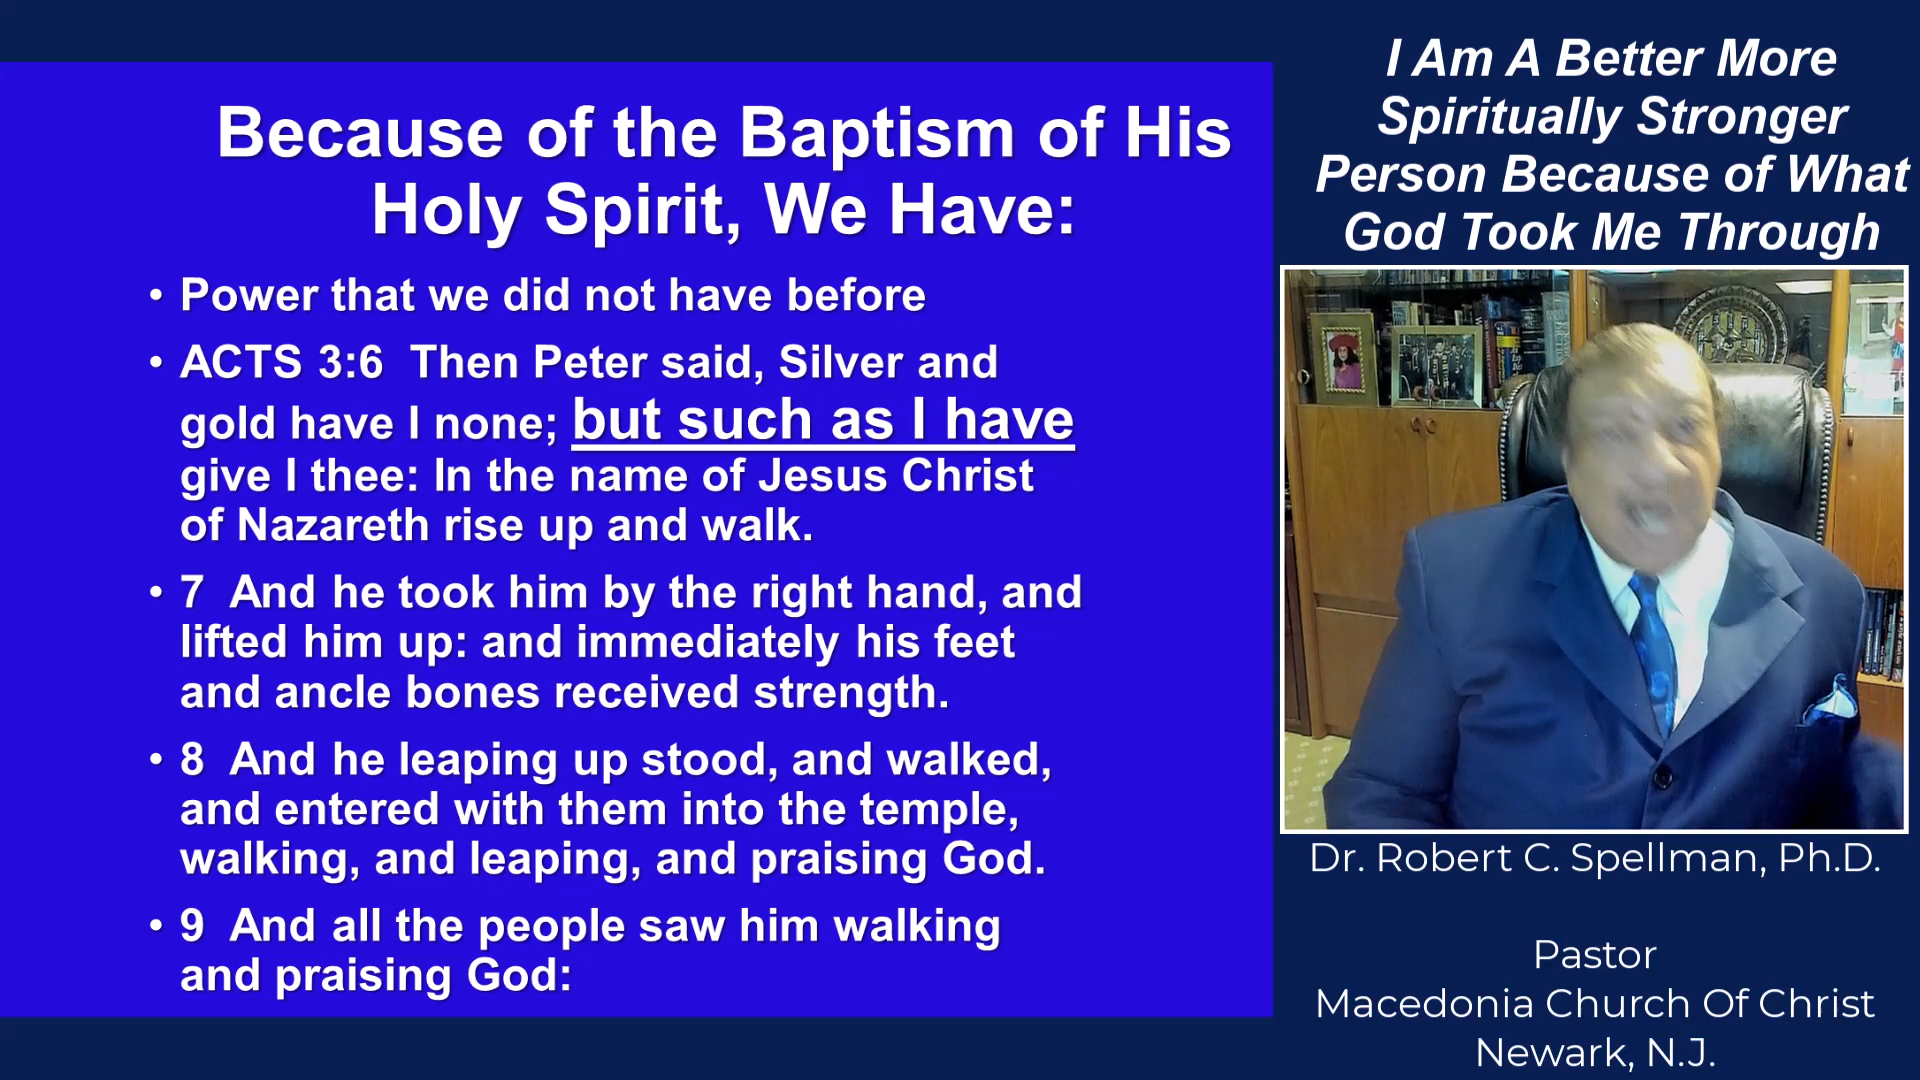 Because of the Baptism of His
Holy Spirit, We Have:
• Power that we did not have before
• ACTS 3:6  Then Peter said, Silver and
gold have I none; but such as I have
give I thee: In the name of Jesus Christ
of Nazareth rise up and walk.
• 7  And he took him by the right hand, and
lifted him up: and immediately his feet
and ancle bones received strength.
• 8  And he leaping up stood, and walked,
and entered with them into the temple,
walking, and leaping, and praising God.
• 9  And all the people saw him walking
and praising God:
I Am A Better More
Spiritually Stronger
Person Because of What
God Took Me Through
Dr. Robert C. Spellman, Ph.D.
Pastor
Macedonia Church Of Christ
Newark, N.J.